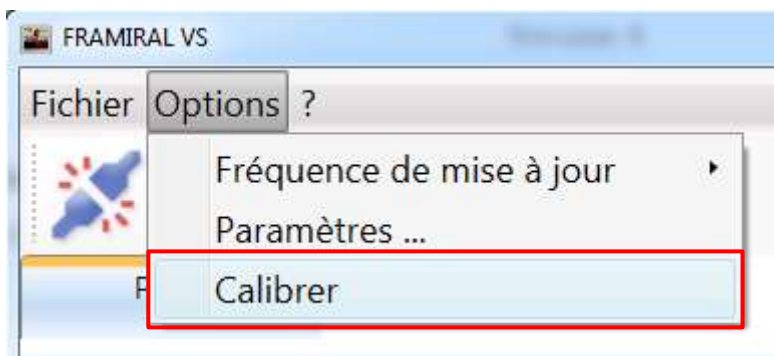 FRAMIRAL VS
Fichier Options ?
Fréquence de mise à jour
Paramètres ...
Calibrer